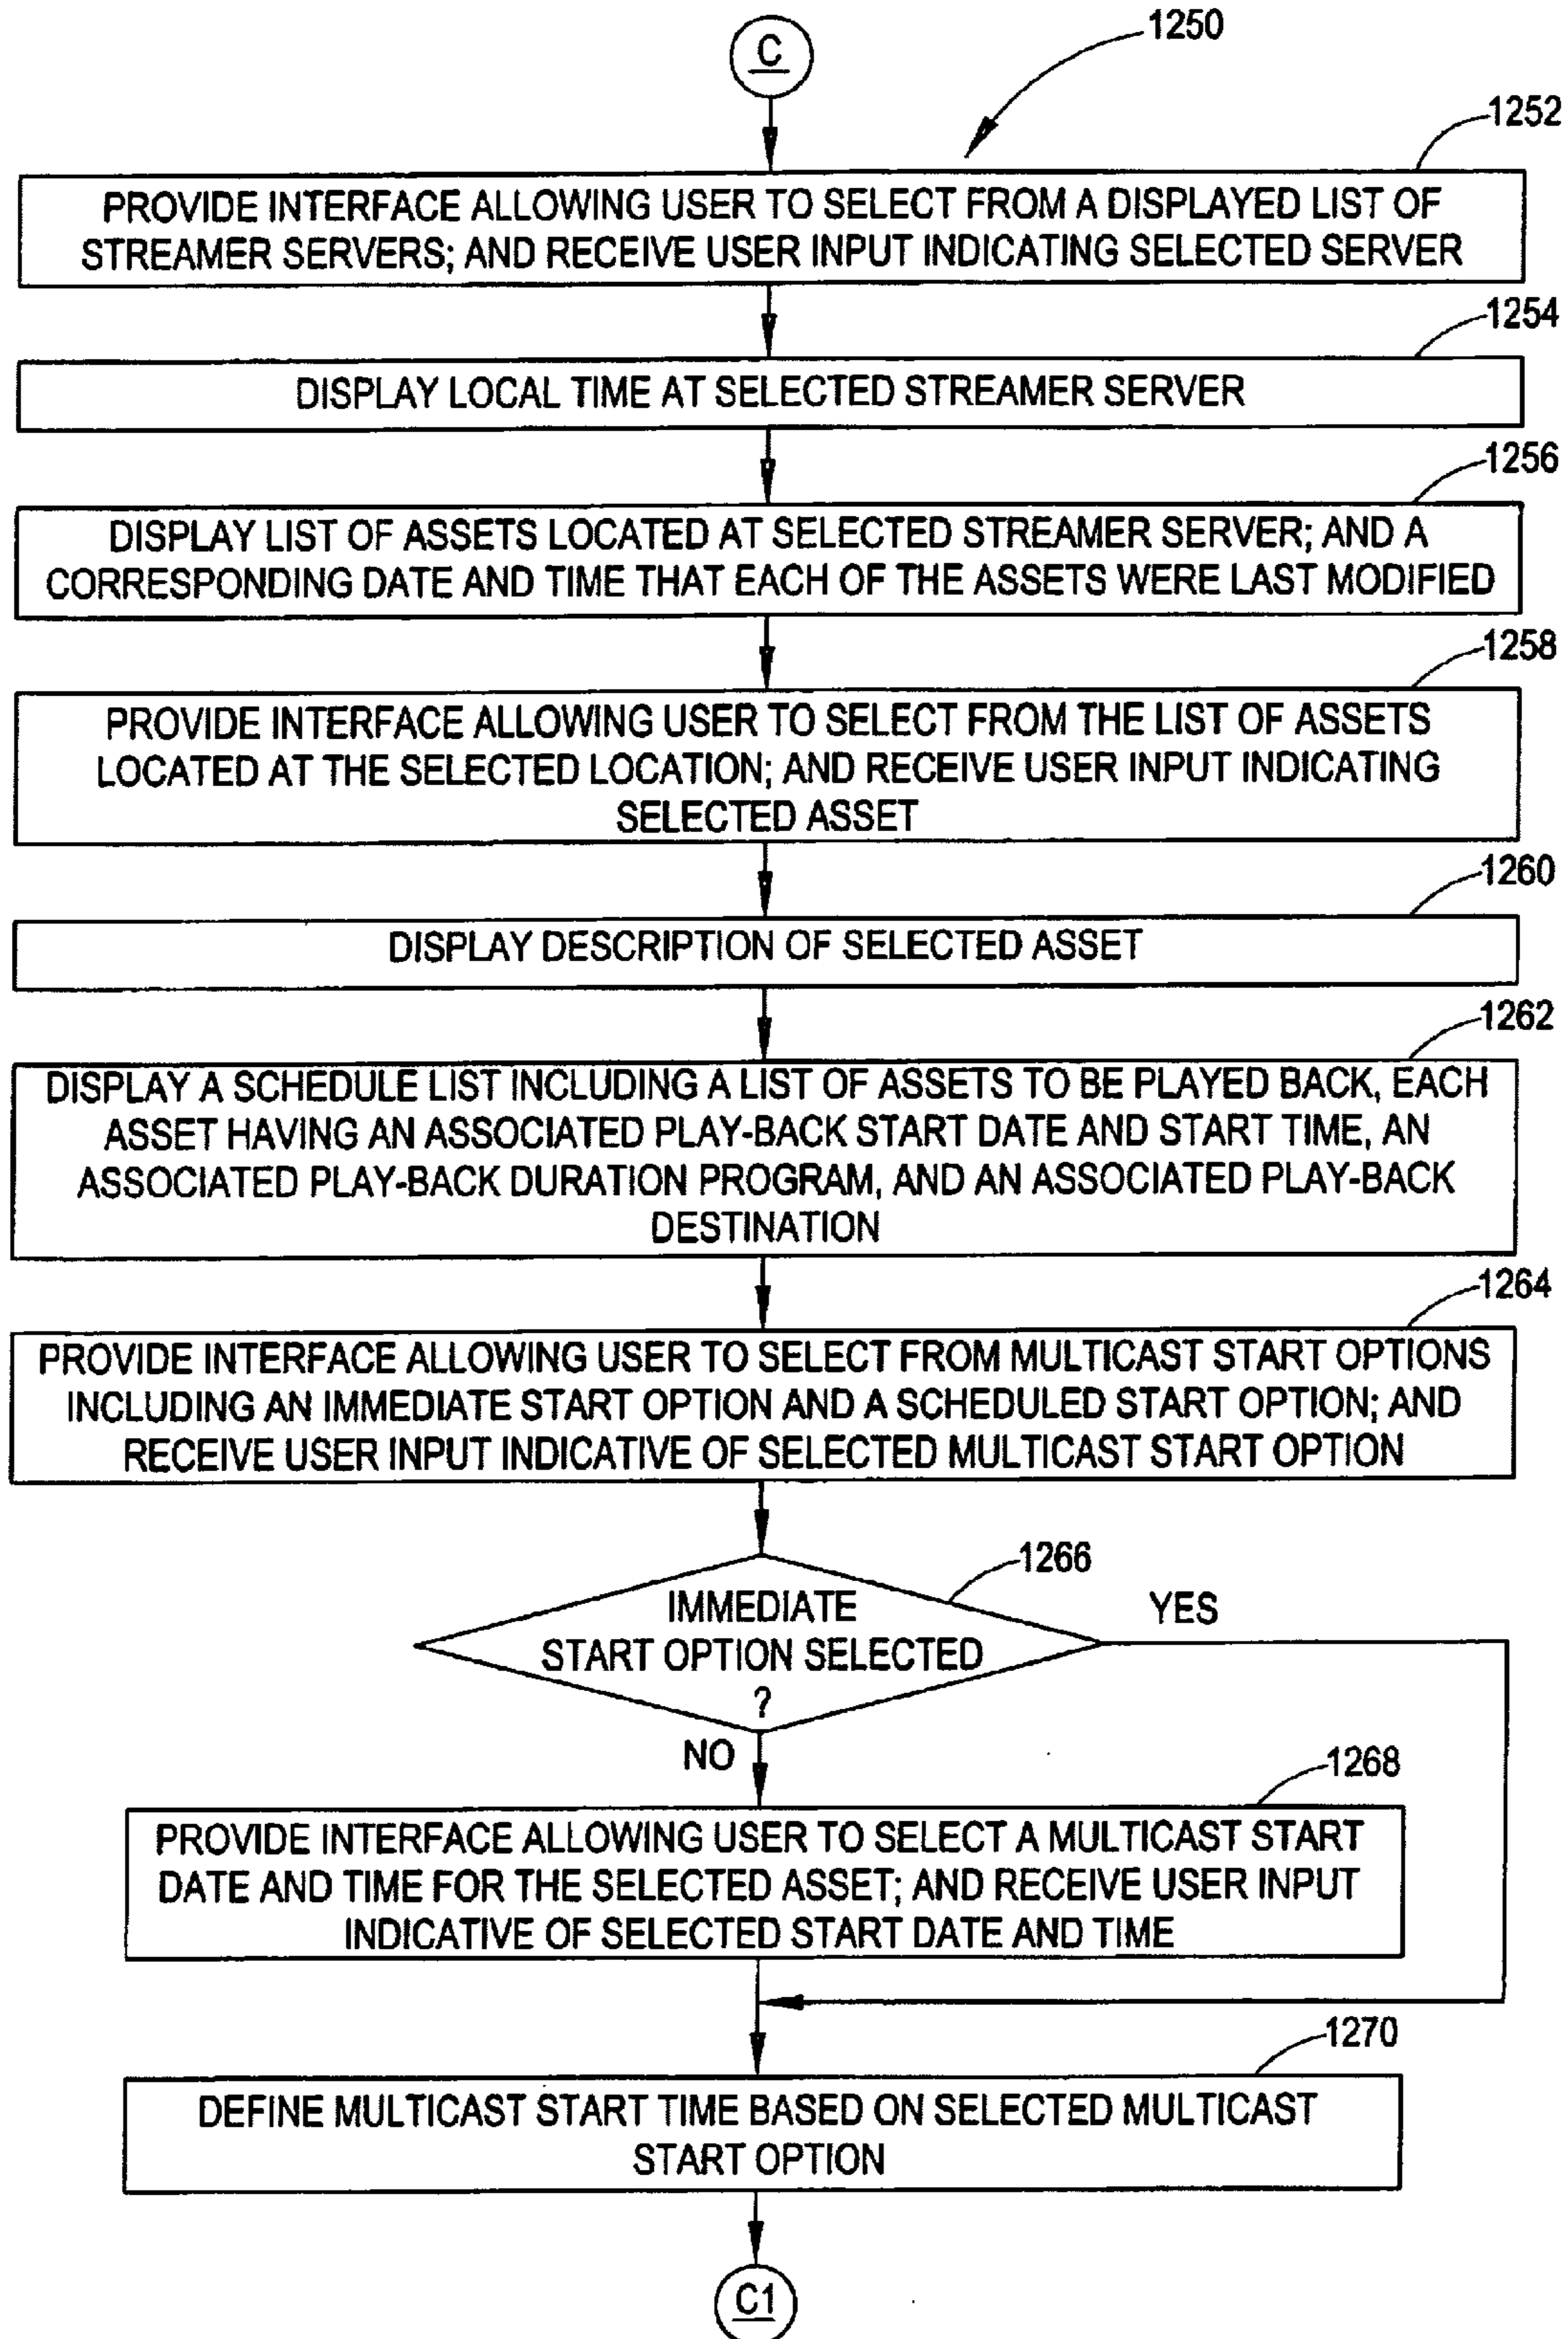 C
1250
1252
PROVIDE INTERFACE ALLOWING USER TO SELECT FROM A DISPLAYED LIST OF
STREAMER SERVERS; AND RECEIVE USER INPUT INDICATING SELECTED SERVER
1254
DISPLAY LOCAL TIME AT SELECTED STREAMER SERVER
1256
DISPLAY LIST OF ASSETS LOCATED AT SELECTED STREAMER SERVER; AND A
CORRESPONDING DATE AND TIME THAT EACH OF THE ASSETS WERE LAST MODIFIED
1258
PROVIDE INTERFACE ALLOWING USER TO SELECT FROM THE LIST OF ASSETS
LOCATED AT THE SELECTED LOCATION; AND RECEIVE USER INPUT INDICATING
SELECTED ASSET
1260
DISPLAY DESCRIPTION OF SELECTED ASSET
1262
DISPLAY A SCHEDULE LIST INCLUDING A LIST OF ASSETS TO BE PLAYED BACK, EACH
ASSET HAVING AN ASSOCIATED PLAY-BACK START DATE AND START TIME, AN
ASSOCIATED PLAY-BACK DURATION PROGRAM, AND AN ASSOCIATED PLAY-BACK
DESTINATION
1264
PROVIDE INTERFACE ALLOWING USER TO SELECT FROM MULTICAST START OPTIONS
INCLUDING AN IMMEDIATE START OPTION AND A SCHEDULED START OPTION; AND
RECEIVE USER INPUT INDICATIVE OF SELECTED MULTICAST START OPTION
1266
IMMEDIATE
START OPTION SELECTED
?
YES
NO
1268
PROVIDE INTERFACE ALLOWING USER TO SELECT A MULTICAST START
DATE AND TIME FOR THE SELECTED ASSET; AND RECEIVE USER INPUT
INDICATIVE OF SELECTED START DATE AND TIME
1270
DEFINE MULTICAST START TIME BASED ON SELECTED MULTICAST
START OPTION
C1